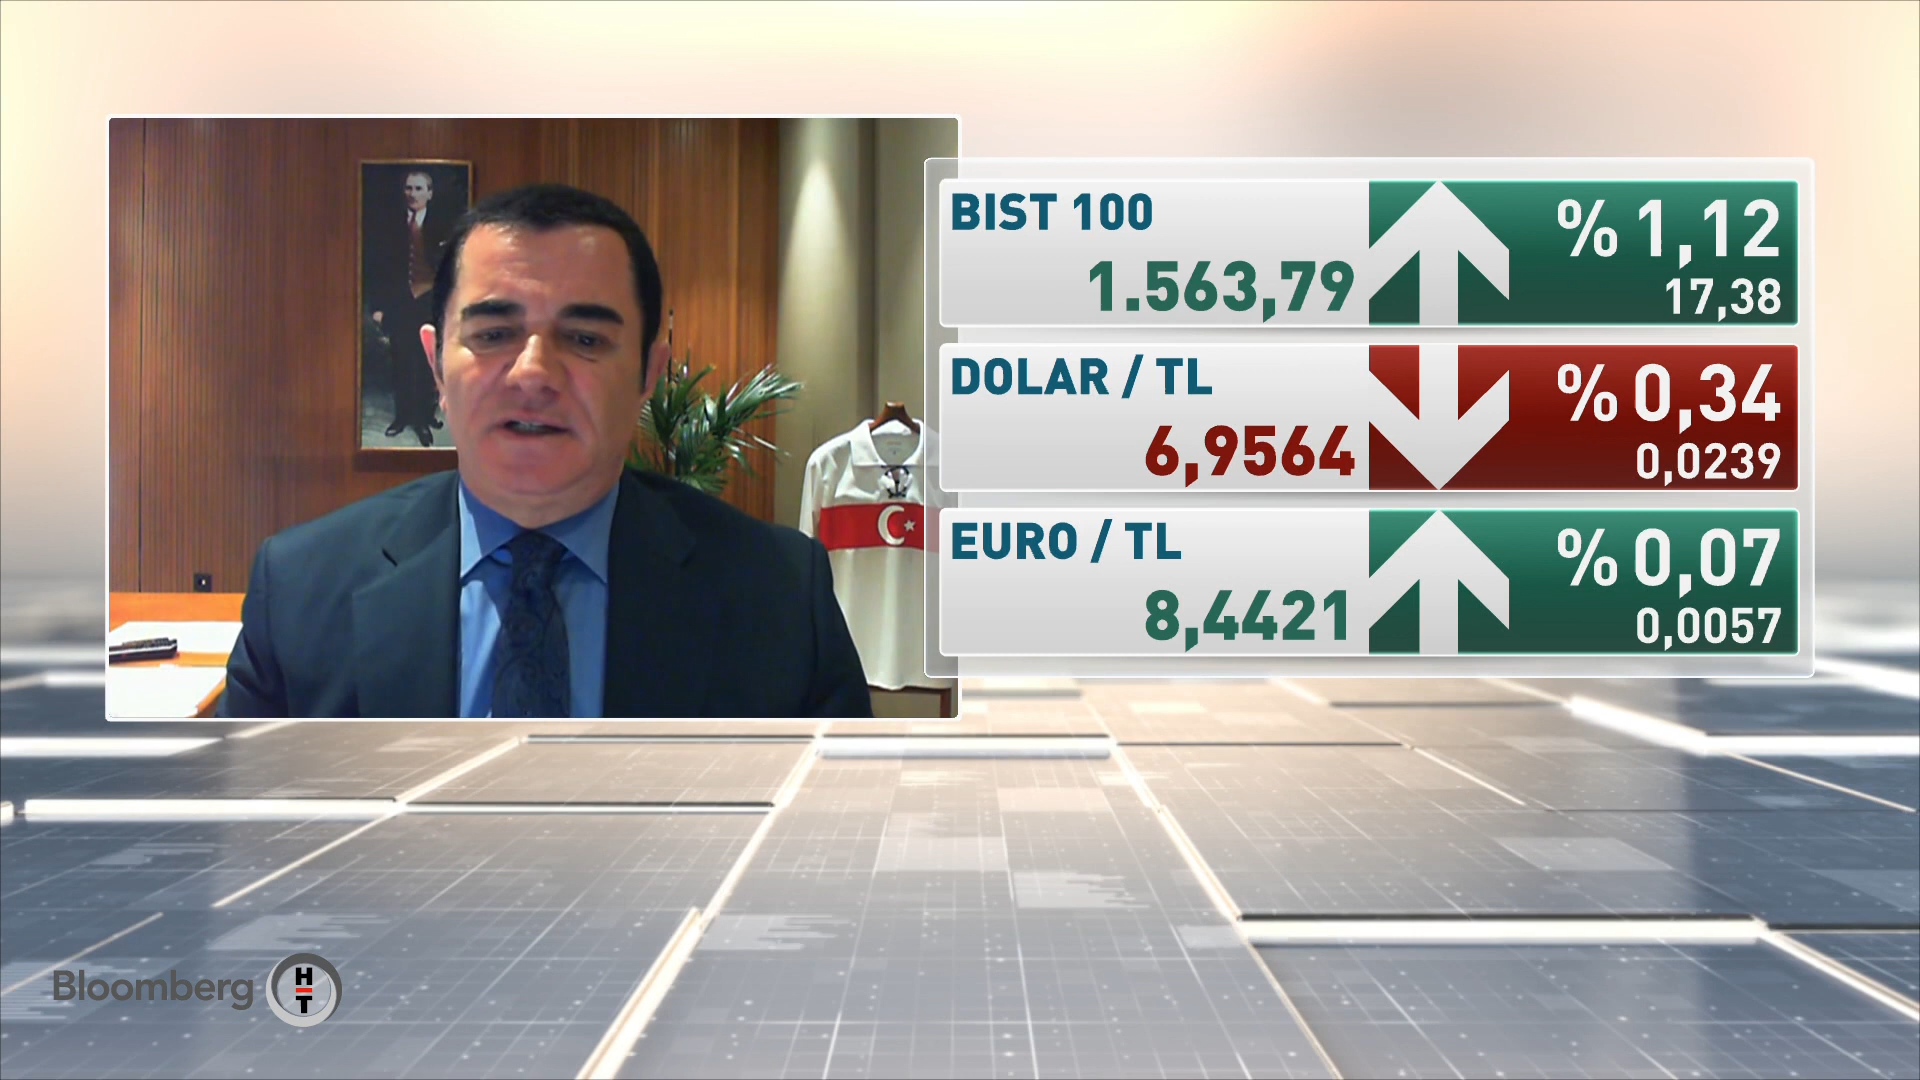 BIST 100
1.563,79
% 1,12
17,38
DOLAR / TL
6,9564
% 0,34
0,0239
EURO / TL
8,4421
% 0,07
0,0057
Bloomberg HT